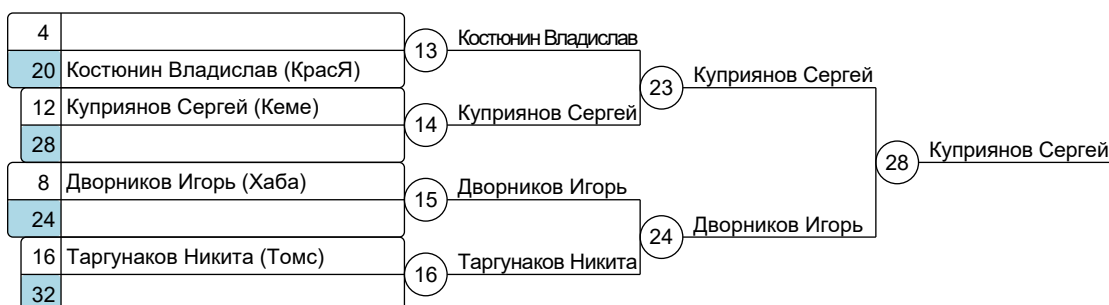 4
13
Костюнин Владислав
20 Костюнин Владислав (КрасЯ)
23
Куприянов Сергей
12 Куприянов Сергей (Кеме)
14
Куприянов Сергей
28
28
Куприянов Сергей
8 Дворников Игорь (Хаба)
15
Дворников Игорь
24
24
Дворников Игорь
16 Таргунаков Никита (Томс)
16
Таргунаков Никита
32